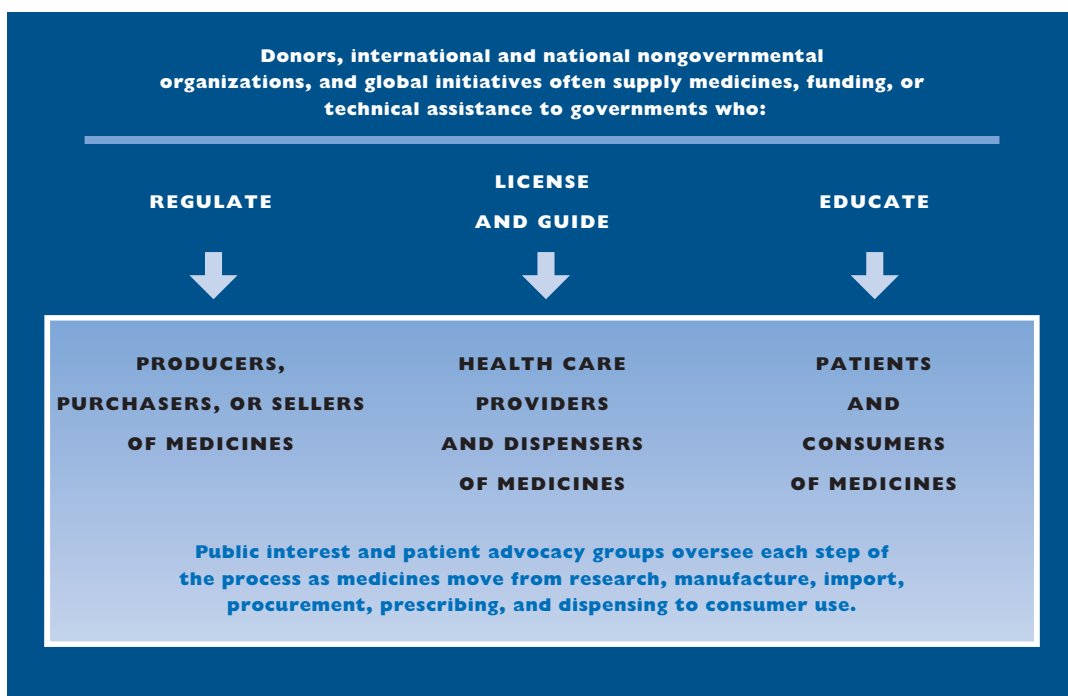 Donors, international and national nongovernmental
organizations, and global initiatives often supply medicines, funding, or
technical assistance to governments who:
REGULATE
LICENSE
AND GUIDE
EDUCATE
PRODUCERS,
PURCHASERS, OR SELLERS
OF MEDICINES
HEALTH CARE
PROVIDERS
AND DISPENSERS
OF MEDICINES
PATIENTS
AND
CONSUMERS
OF MEDICINES
Public interest and patient advocacy groups oversee each step of
the process as medicines move from research, manufacture, import,
procurement, prescribing, and dispensing to consumer use.